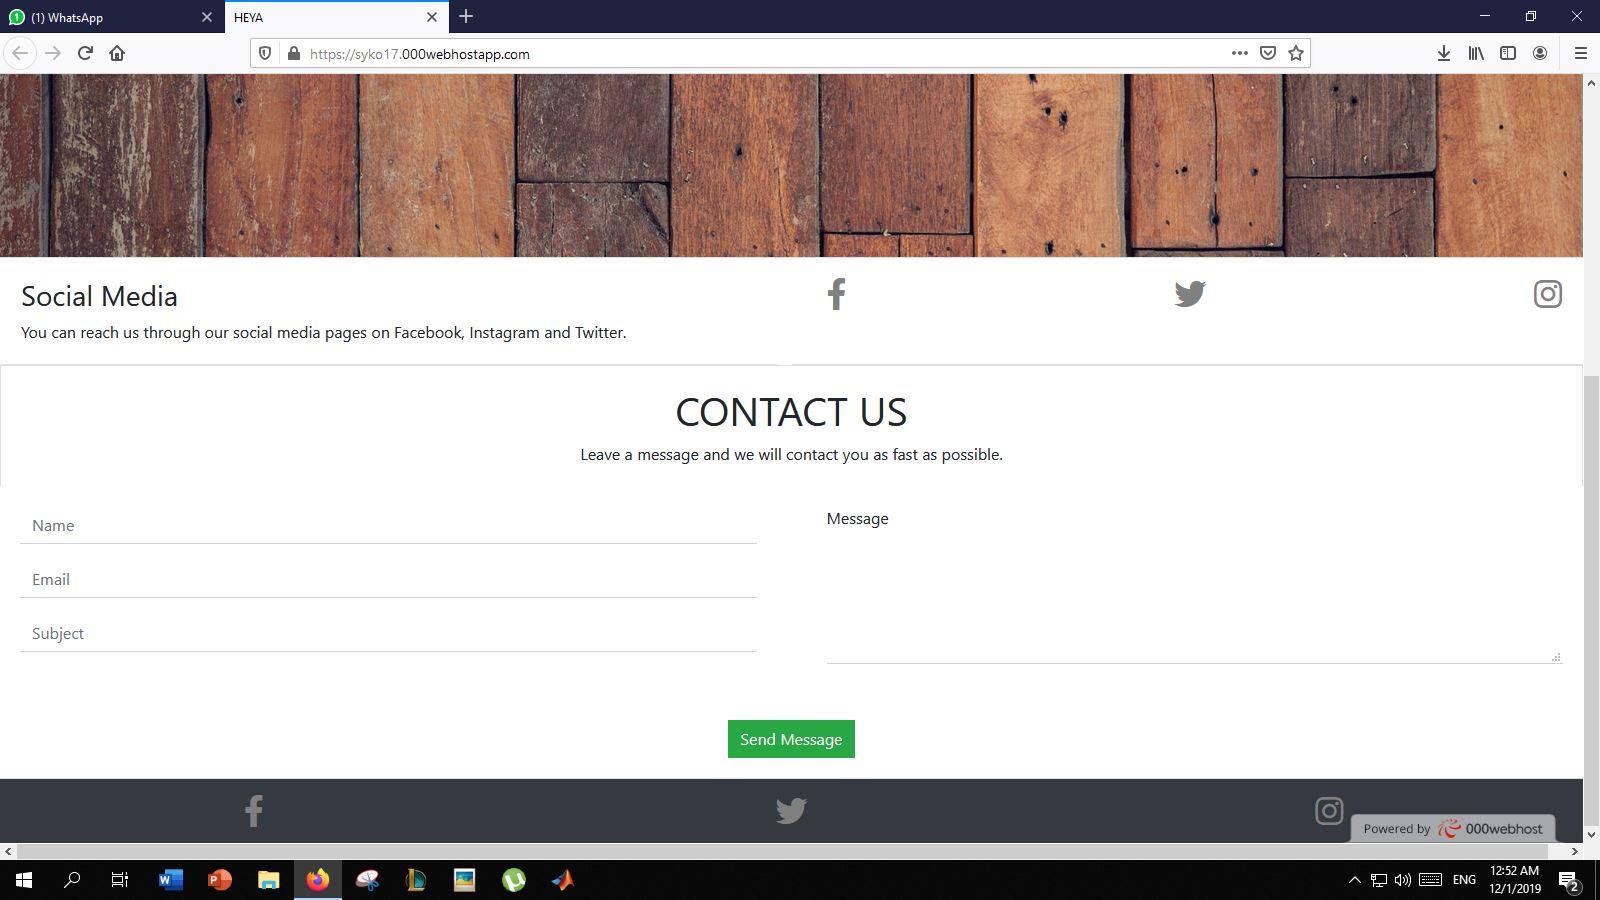 (1) WhatsApp
HEYA
https://syko17.000webhostapp.com
Social Media
You can reach us through our social media pages on Facebook, Instagram and Twitter.
CONTACT US
Leave a message and we will contact you as fast as possible.
Name
Email
Subject
Message
Send Message
Powered by 000webhost
ENG
12:52 AM
12/1/2019
2